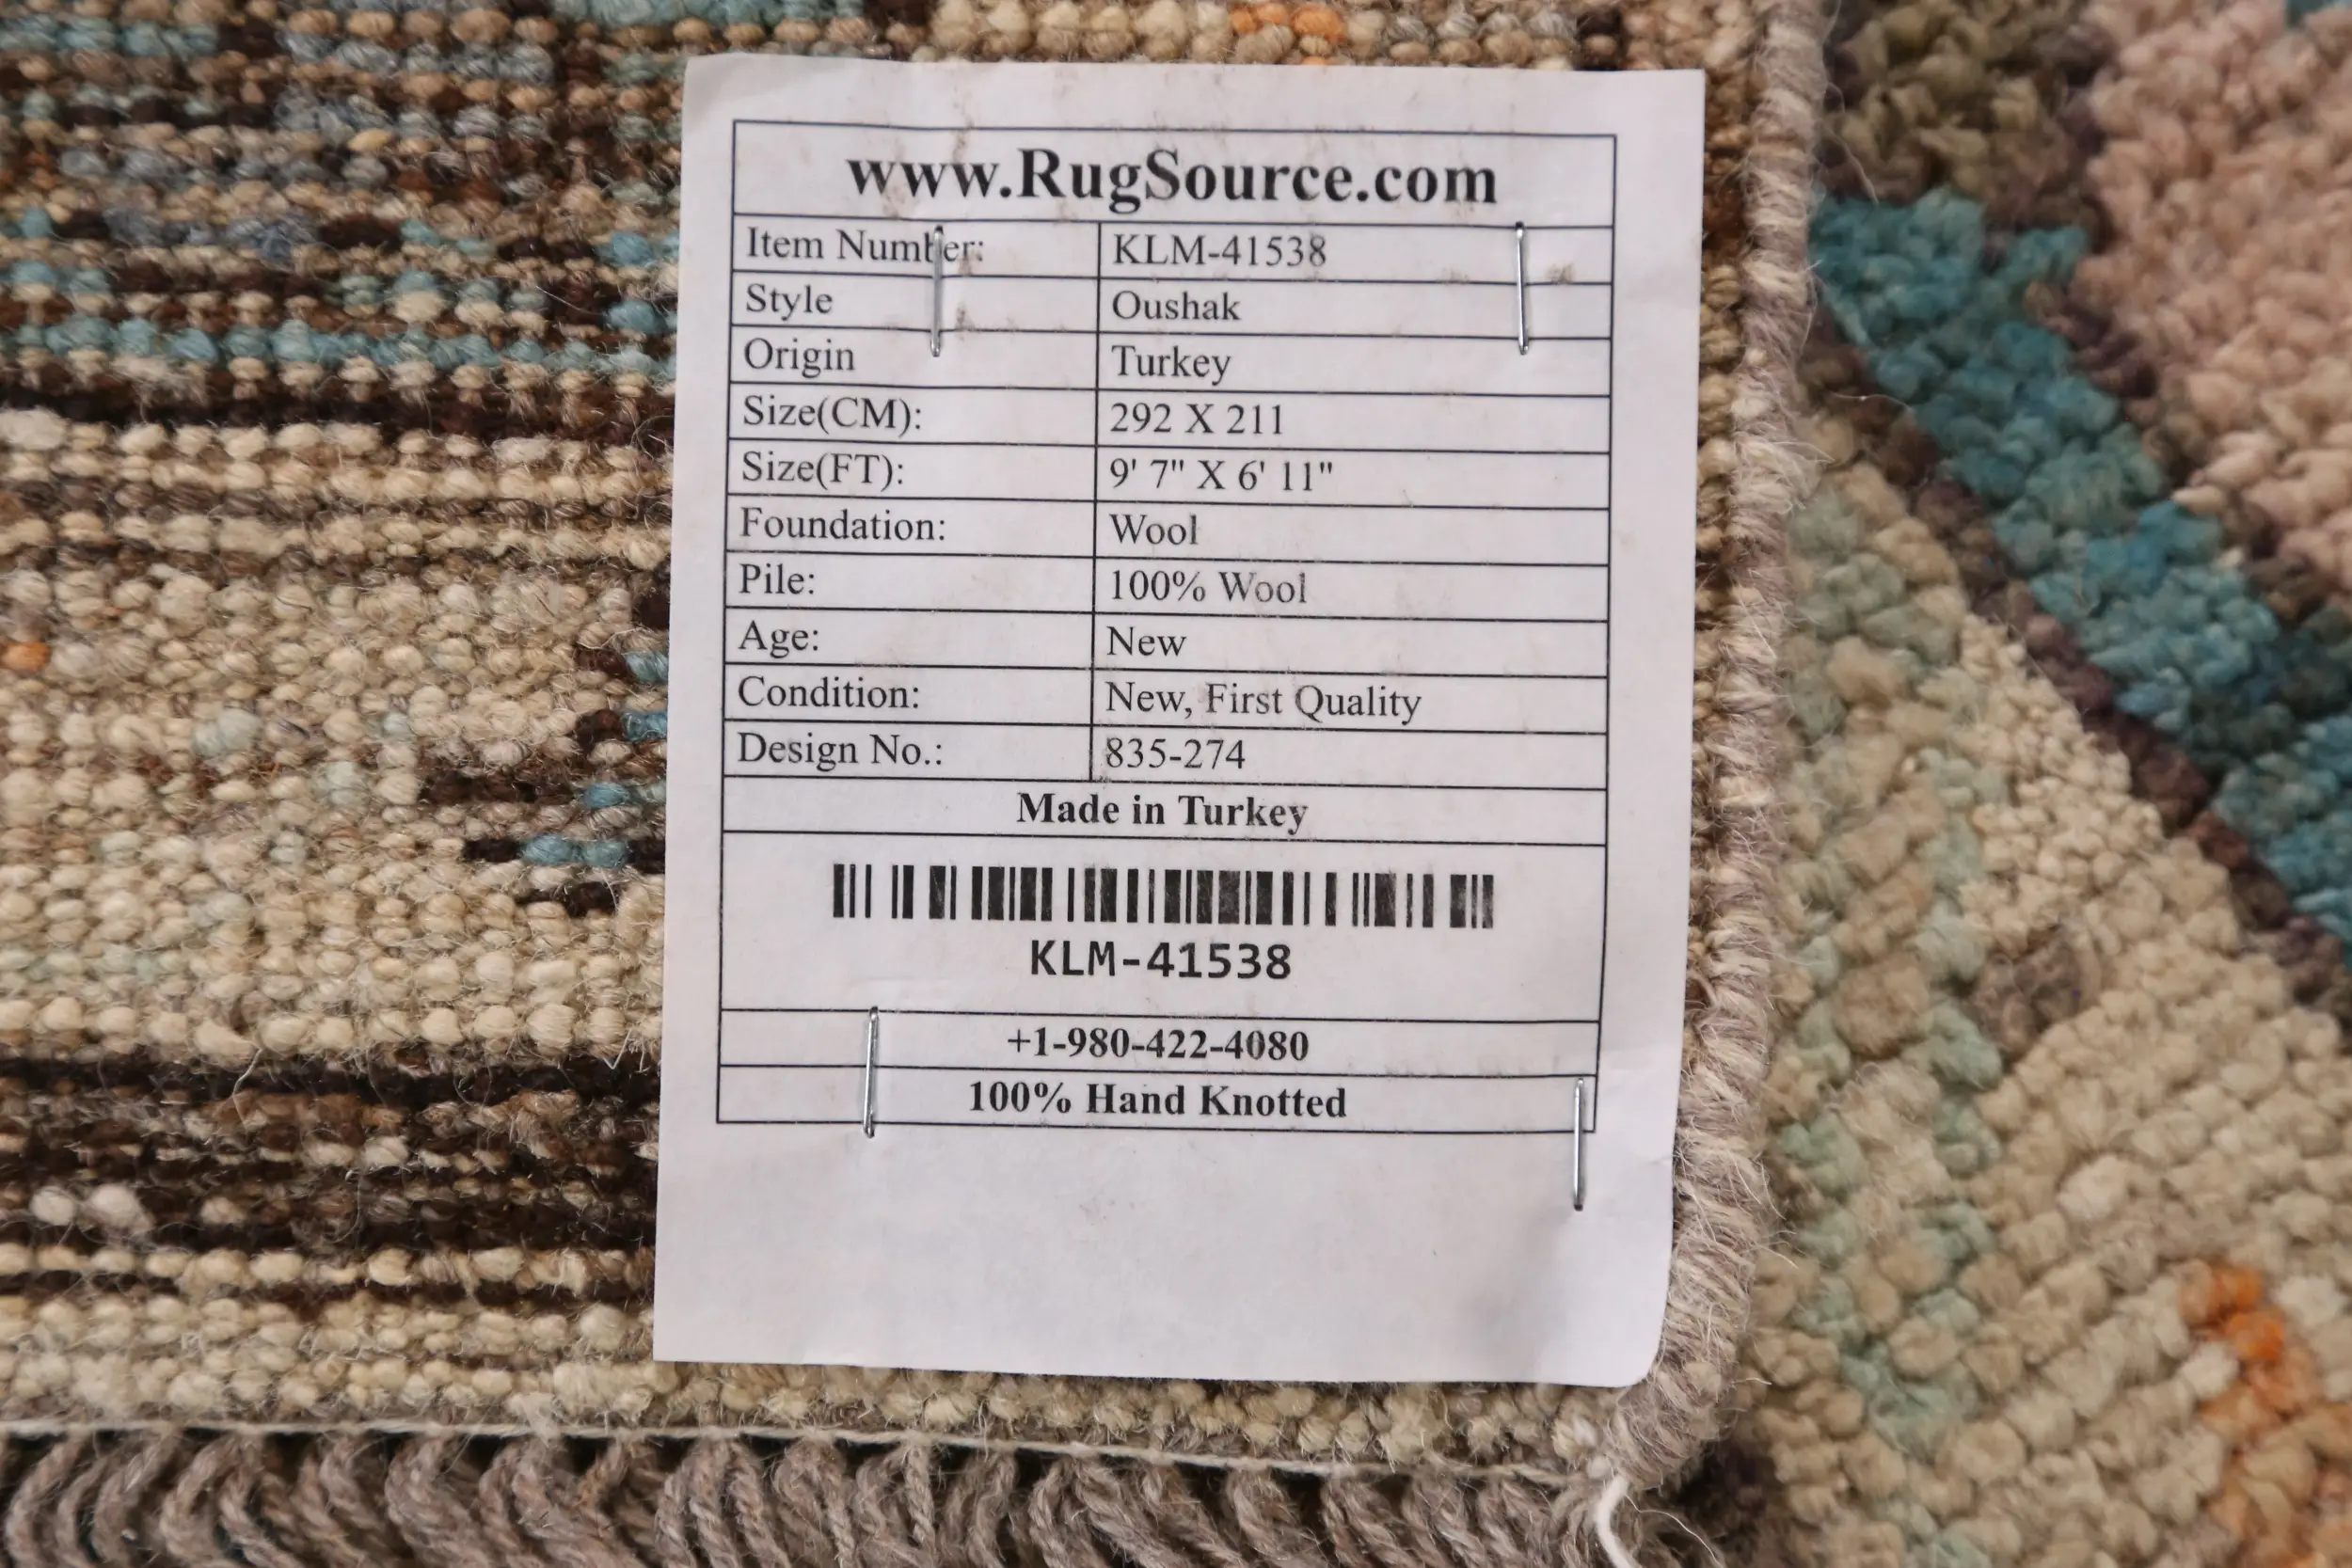 www.RugSource.com
Item Number: KLM-41538
Style Oushak
Origin Turkey
Size(CM): 292 X 211
Size(FT): 9' 7" X 6' 11"
Foundation: Wool
Pile: 100% Wool
Age: New
Condition: New, First Quality
Design No.: 835-274
Made in Turkey
KLM-41538
+1-980-422-4080
100% Hand Knotted